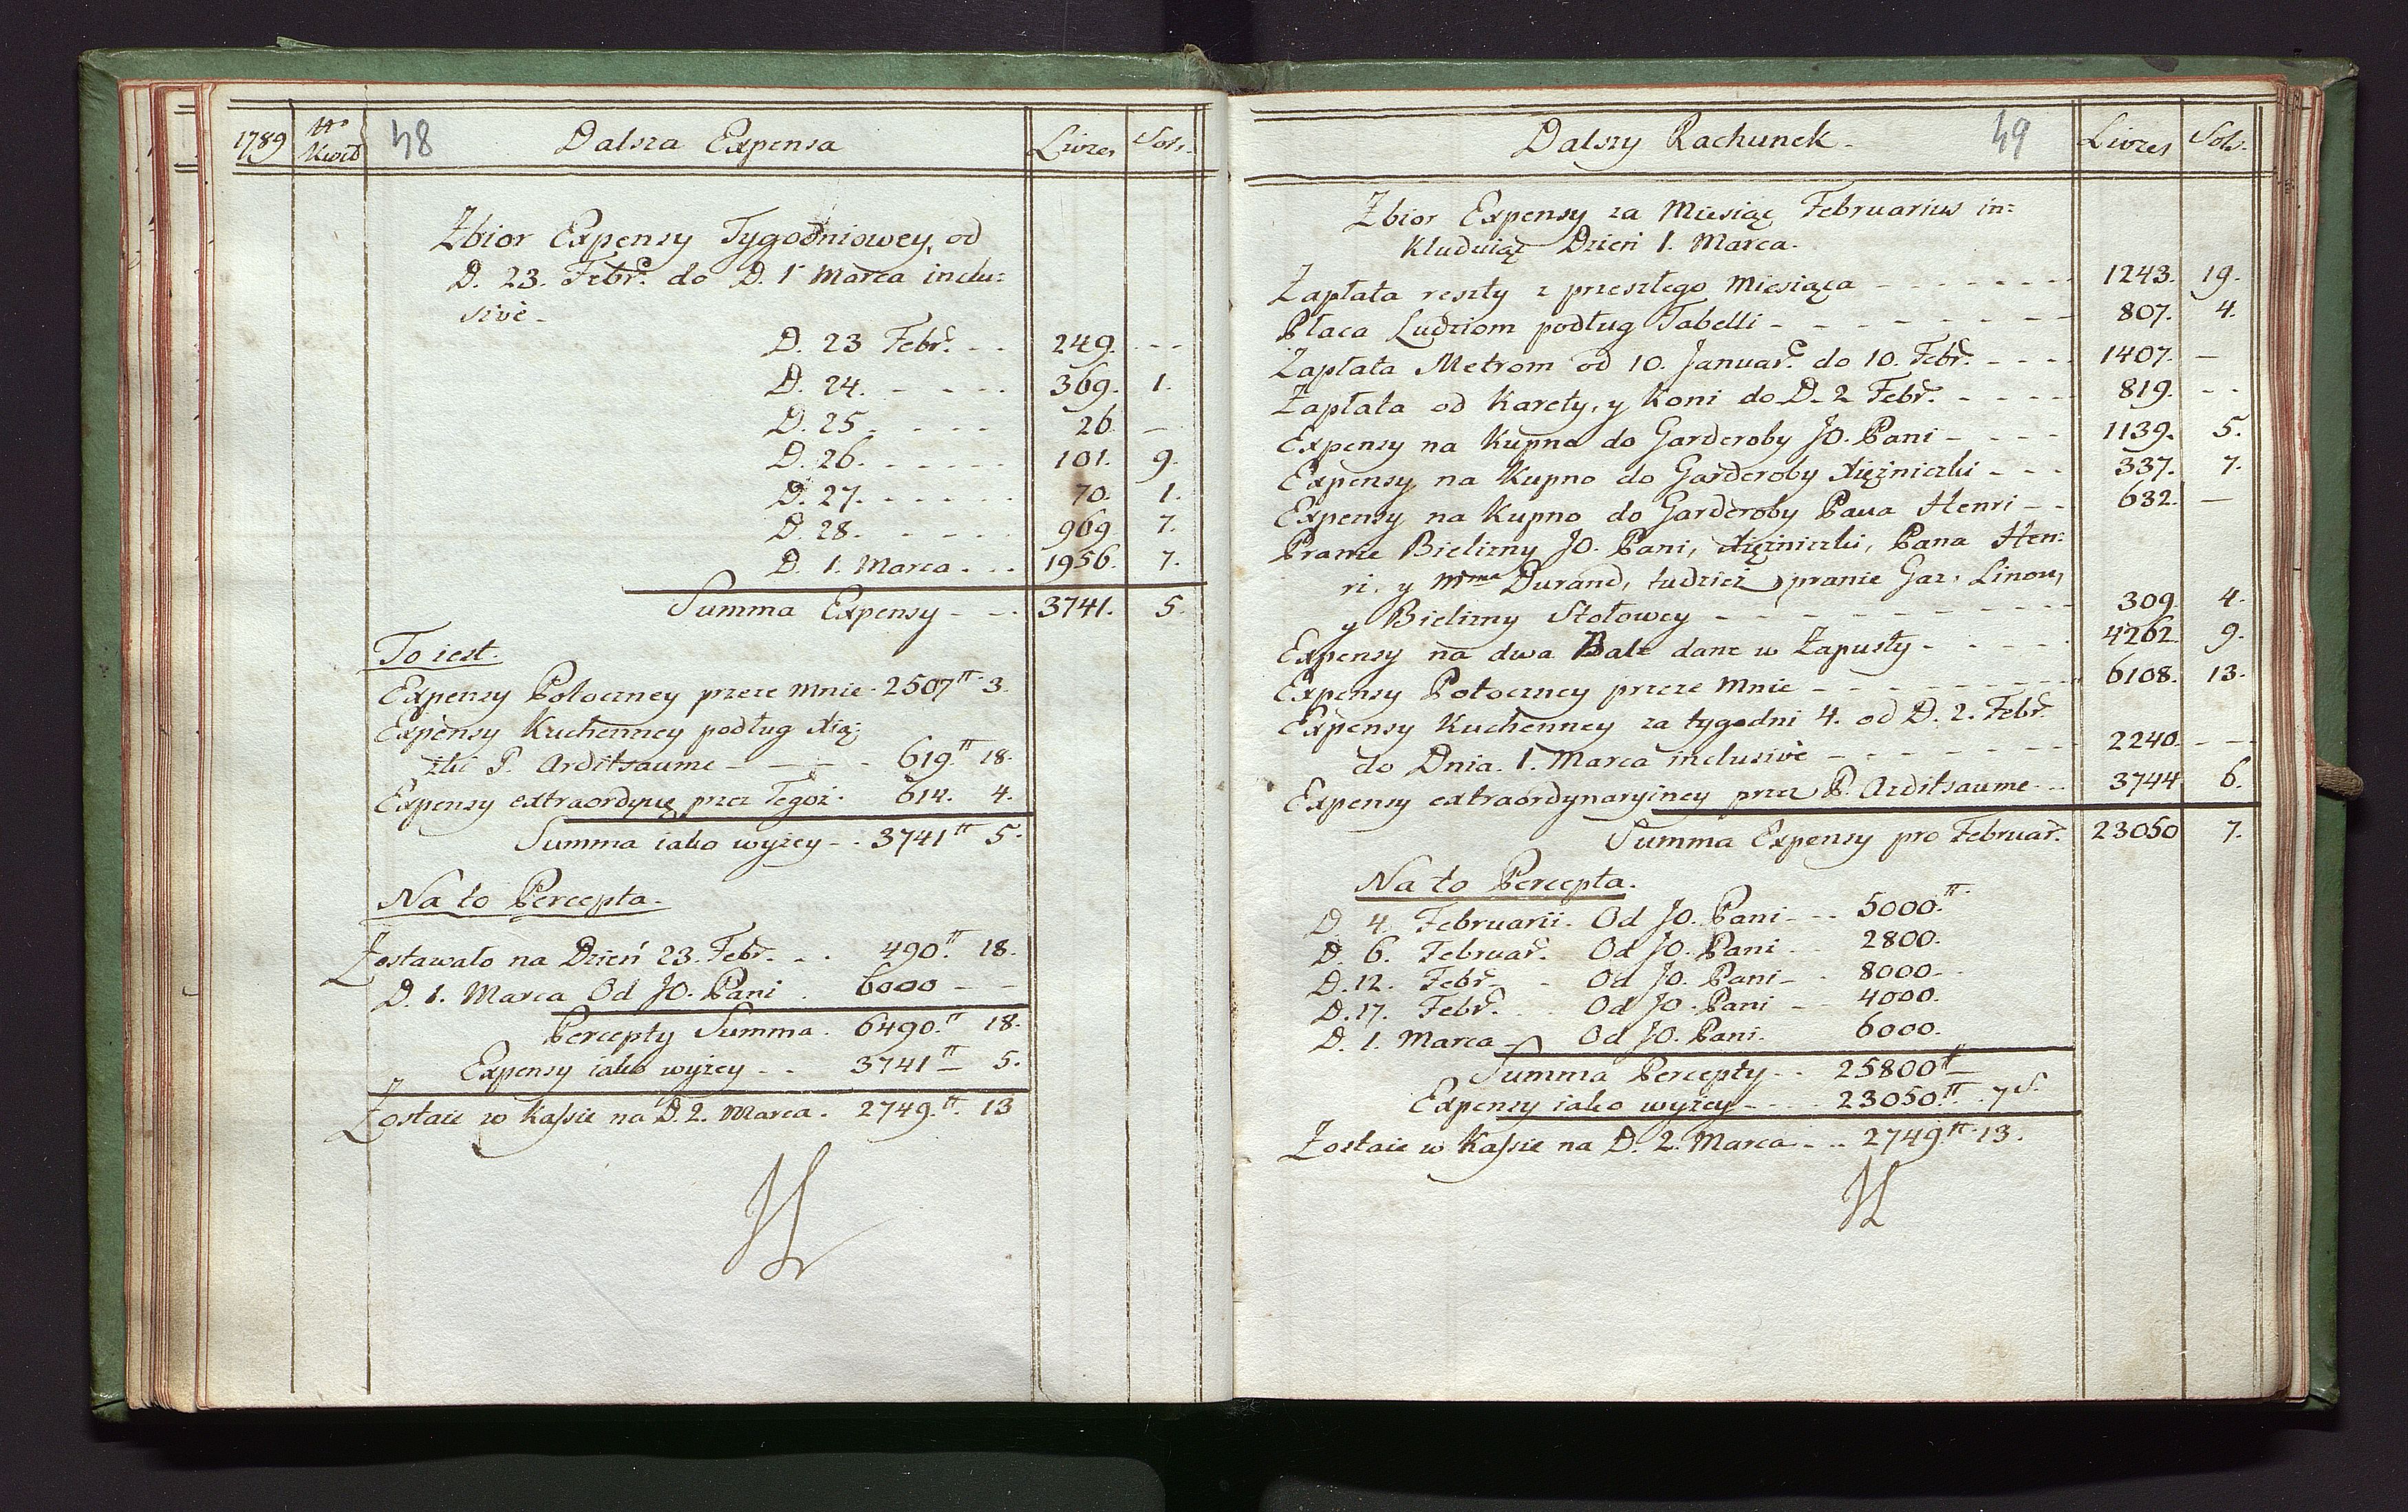 1789 No Kwit 48 Dalsza Expensa Livres Sols.
Zbior Expensy Tygodniowey, od
D. 23. Febr. do D. 1 Marca inclu:
sive.
D. 23 Febr. - - 249. - - -
D. 24. - - - - 369. 1.
D. 25. - - - - 26 —
D. 26. - - - - - 101. 9.
D. 27. - - - - - 70. 1.
D. 28. - - - - - 969 7.
D. 1. Marca - - - 1956. 7.
Summa Expensy - - - 3741. 5.
To iest.
Expensy Potoczney przeze mnie - 2507 ₶ 3.
Expensy Kuchenney podług Xią:
żki P. Arditsaume - - - - 619 ₶ 18.
Expensy extraordyn: przez Tegoż - 614. 4.
Summa iako wyżey - - 3741 ₶ 5.
Na to Percepta.
Zostawało na Dzień 23. Febr. - - . 490 ₶ 18.
D. 1. Marca Od JO. Pani . 6000 - -
Percepty Summa . 6490. ₶ 18.
Expensy iako wyżey - - 3741 ₶ 5.
Zostaie w Kassie na D. 2. Marca . 2749. ₶ 13
Dalszy Rachunek. 49 Livres Sols.
Zbior Expensy za Miesiąc Februarius in:
kluduiąc Dzień 1. Marca.
Zapłata reszty z przeszłego Miesiąca - - - - - - - 1243. 19.
Płaca Ludziom podług Tabelli - - - - - - - - - 807. 4.
Zapłata Metrom od 10. Januar. do 10. Febr. - - - - 1407. —
Zapłata od Karety, y Koni do D. 2 Febr. - - - - - 819. - -
Expensy na Kupno do Garderoby JO. Pani - - - - 1139. 5.
Expensy na Kupno do Garderoby Xiężniczki - - - 337. 7.
Expensy na Kupno do Garderoby Pana Henri - - 632. —
Pranie Bielizny JO. Pani, Xiężniczki, Pana Hen:
ri, y Mme Durand, tudzież pranie Gaz, Linon,
y Bielizny Stołowey - - - - - - - - - - 309. 4.
Expensy na dwa Bale dane w Zapusty - - - - - 4262 9.
Expensy Potoczney przeze mnie - - - - - - - - - 6108. 13.
Expensy Kuchenney za tygodni 4. od D. 2. Febr.
do Dnia. 1. Marca inclusive - - - - - - - 2240. - -
Expensy extraordynaryiney przez P. Arditsaume - - 3744 6.
Summa Expensy pro Februar. 23050 7.
Na to Percepta.
D 4. Februarii. Od JO. Pani - - - 5000. ₶
D. 6. Februar. Od JO. Pani - - 2800.
D. 12. Febr. - Od JO. Pani - - 8000. -
D. 17. Febr. - Od JO. Pani - - 4000.
D. 1. Marca - Od JO. Pani. 6000.
Summa Percepty - - 25800 ₶ —
Expensy iako wyżey - - - - 23050. ₶ - 7 S.
Zostaie w Kassie na D. 2. Marca - - - 2749 ₶ 13.